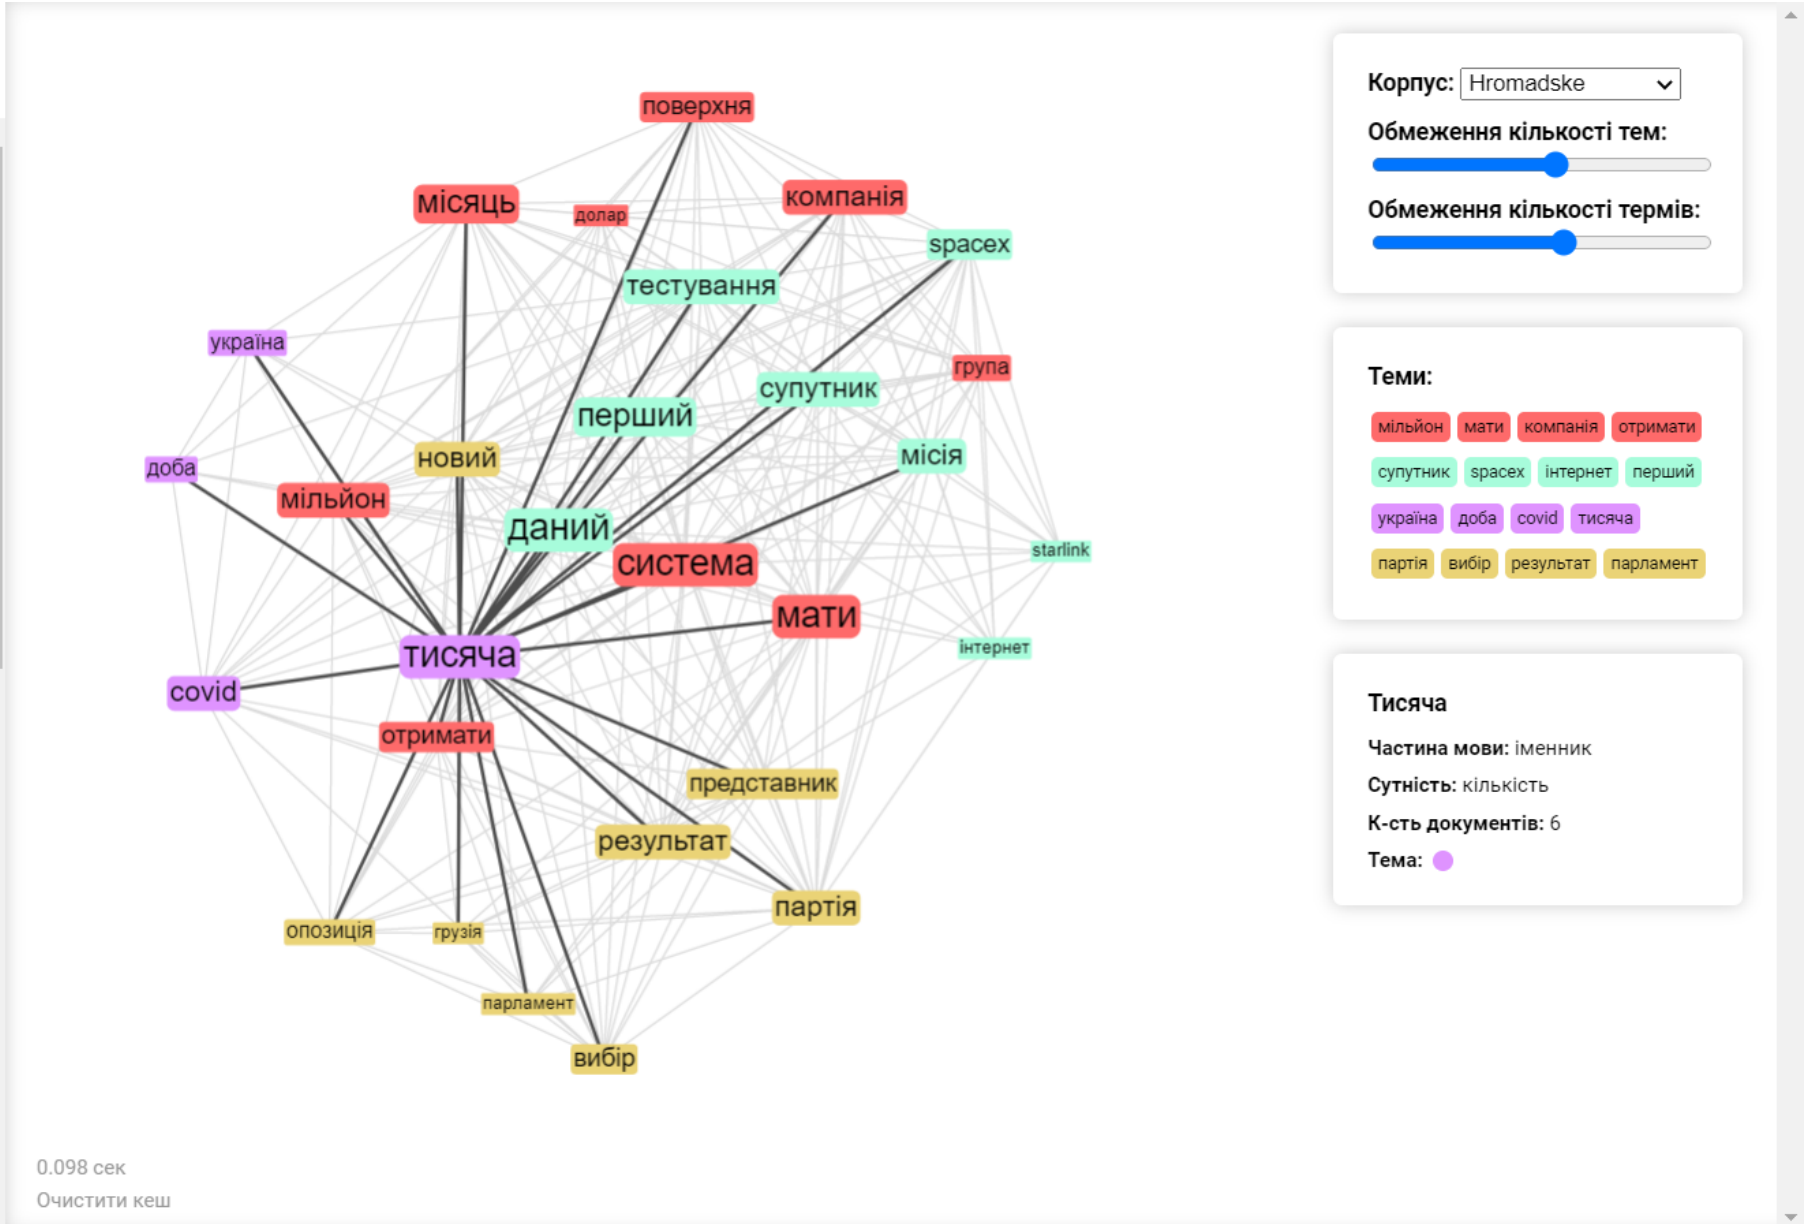 поверхня
місяць
долар
компанія
spacex
тестування
україна
група
супутник
перший
новий
місія
доба
мільйон
даний
система
starlink
мати
інтернет
тисяча
covid
отримати
представник
результат
партія
опозиція
грузія
парламент
вибір
0.098 сек
Очистити кеш
Корпус: Hromadske
Обмеження кількості тем:
Обмеження кількості термів:
Теми:
мільйон мати компанія отримати
супутник spacex інтернет перший
україна доба covid тисяча
партія вибір результат парламент
Тисяча
Частина мови: іменник
Сутність: кількість
К-сть документів: 6
Тема: